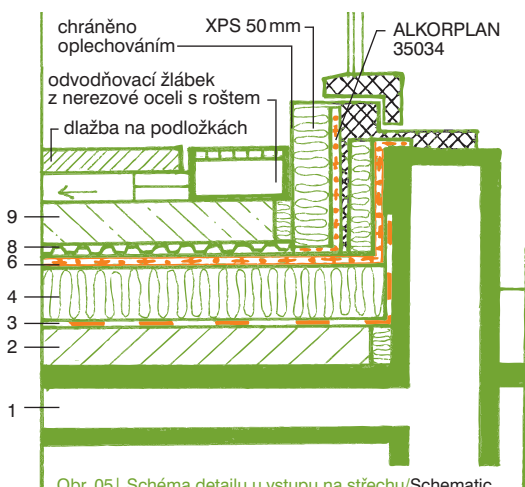 chráněno
oplechováním
XPS 50 mm
ALKORPLAN
35034
odvodňovací žlábek
z nerezové oceli s roštem
dlažba na podložkách
9
8
6
4
3
2
1
Obr. 05| Schéma detailu u vstupu na střechu/Schematic